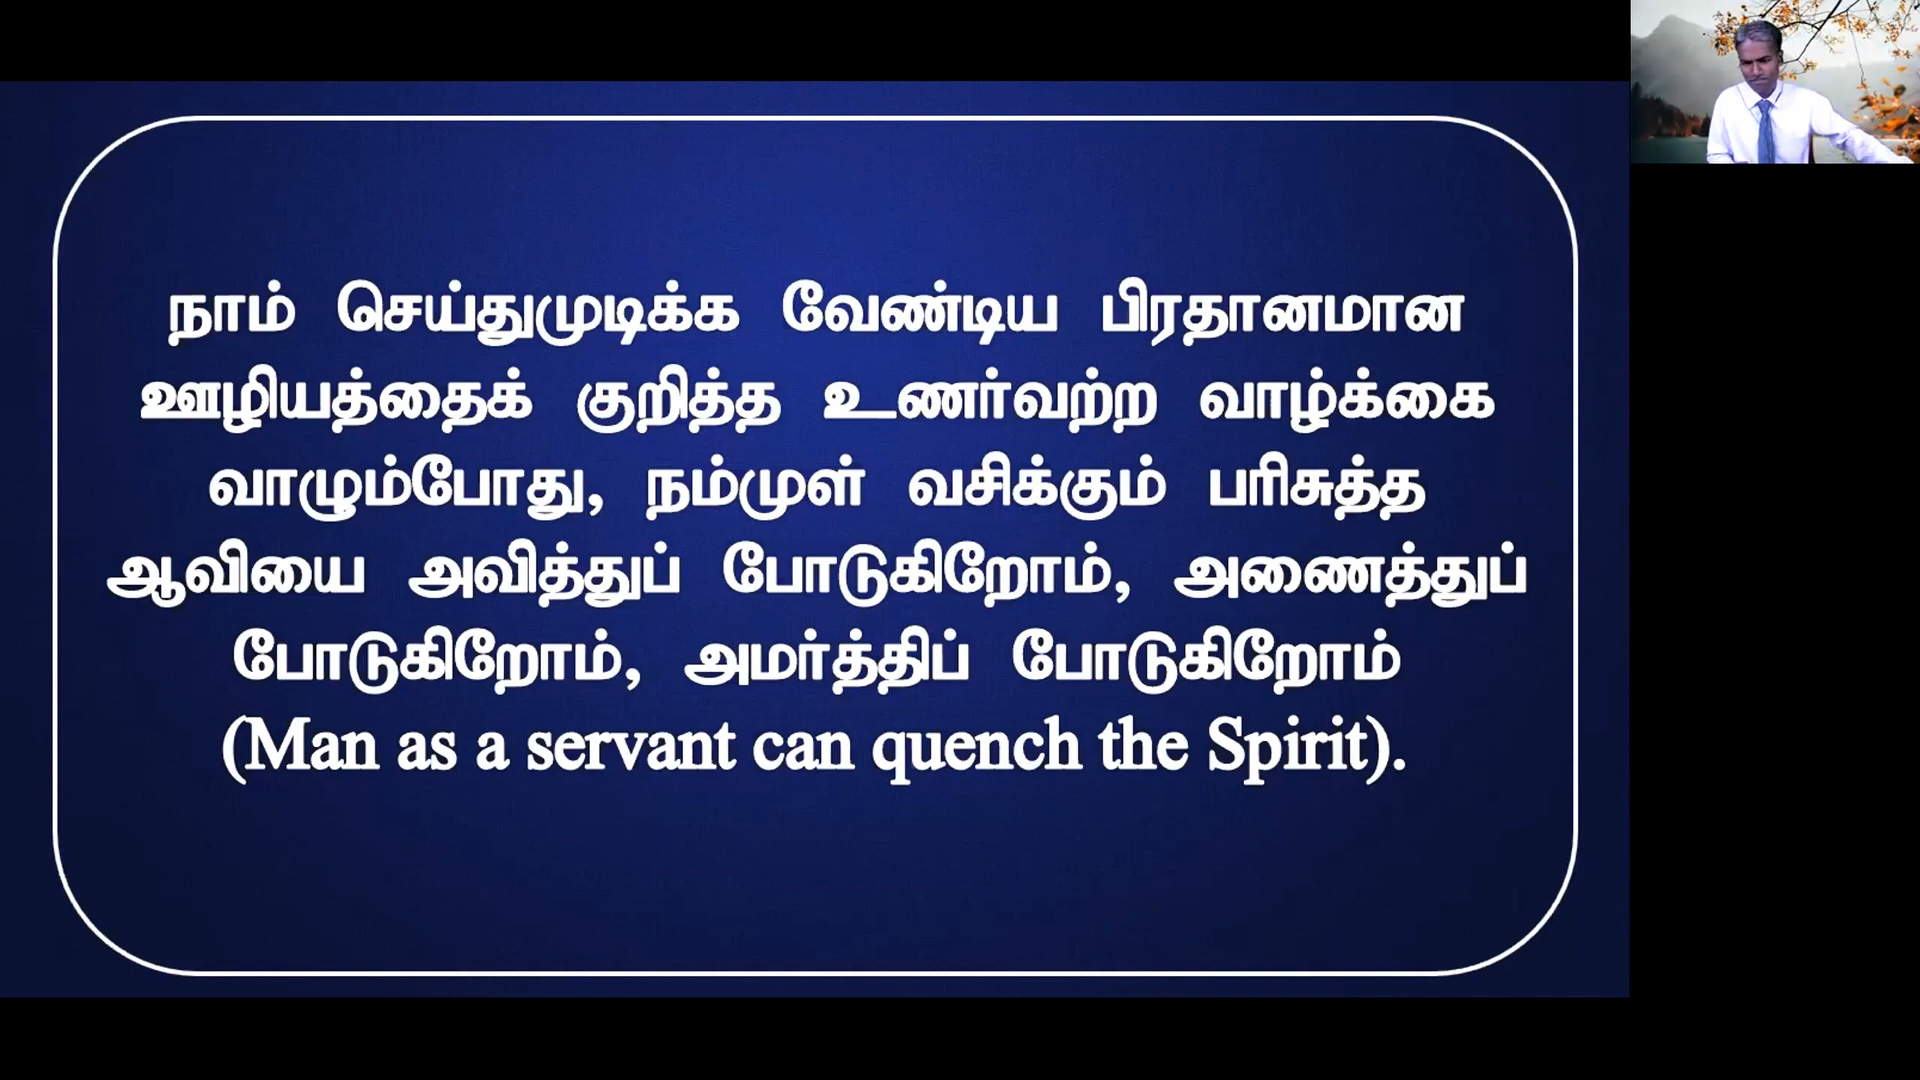 நாம் செய்துமுடிக்க வேண்டிய பிரதானமான
ஊழியத்தைக் குறித்த உணர்வற்ற வாழ்க்கை
வாழும்போது, நம்முள் வசிக்கும் பரிசுத்த
ஆவியை அவித்துப் போடுகிறோம், அணைத்துப்
போடுகிறோம், அமர்த்திப் போடுகிறோம்
(Man as a servant can quench the Spirit).